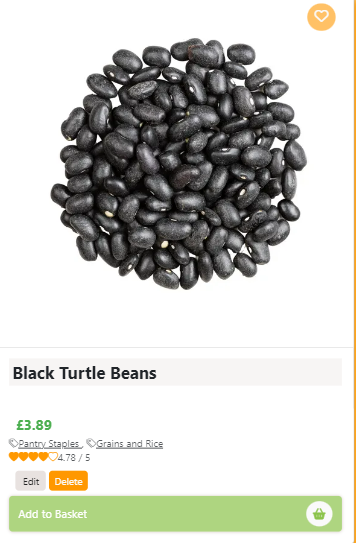 Black Turtle Beans
£3.89
Pantry Staples , Grains and Rice
4.78 / 5
Edit Delete
Add to Basket